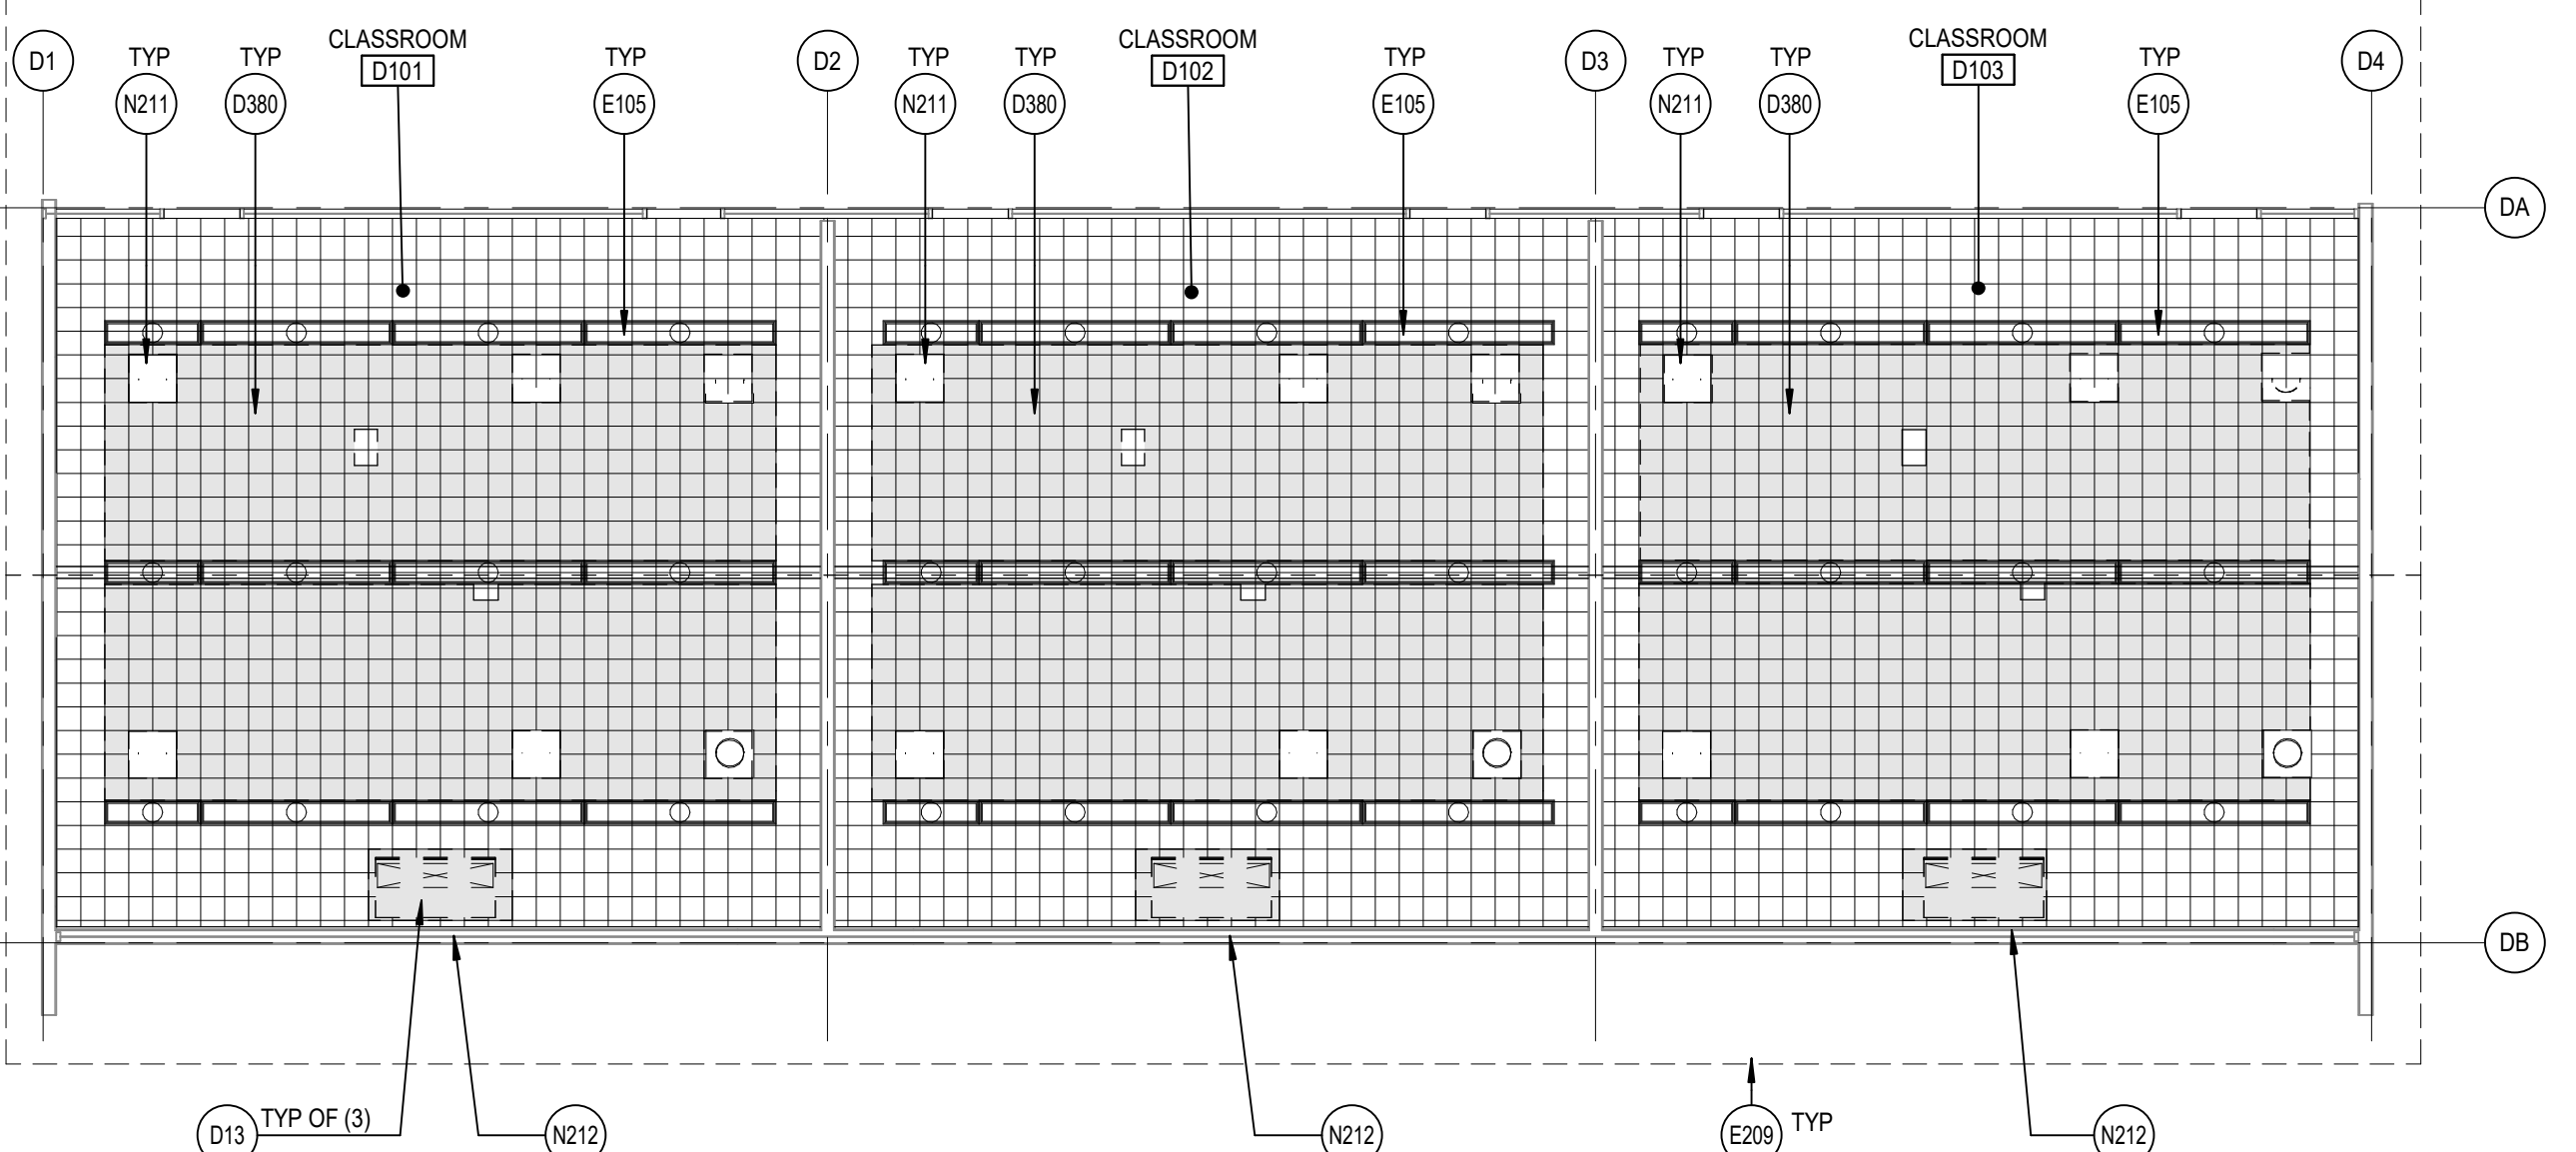 CLASSROOM
D101
CLASSROOM
D102
CLASSROOM
D103
D1
TYP
N211
TYP
D380
TYP
E105
D2
TYP
N211
TYP
D380
TYP
E105
D3
TYP
N211
TYP
D380
TYP
E105
D4
DA
DB
D13
TYP OF (3)
N212
N212
E209
TYP
N212